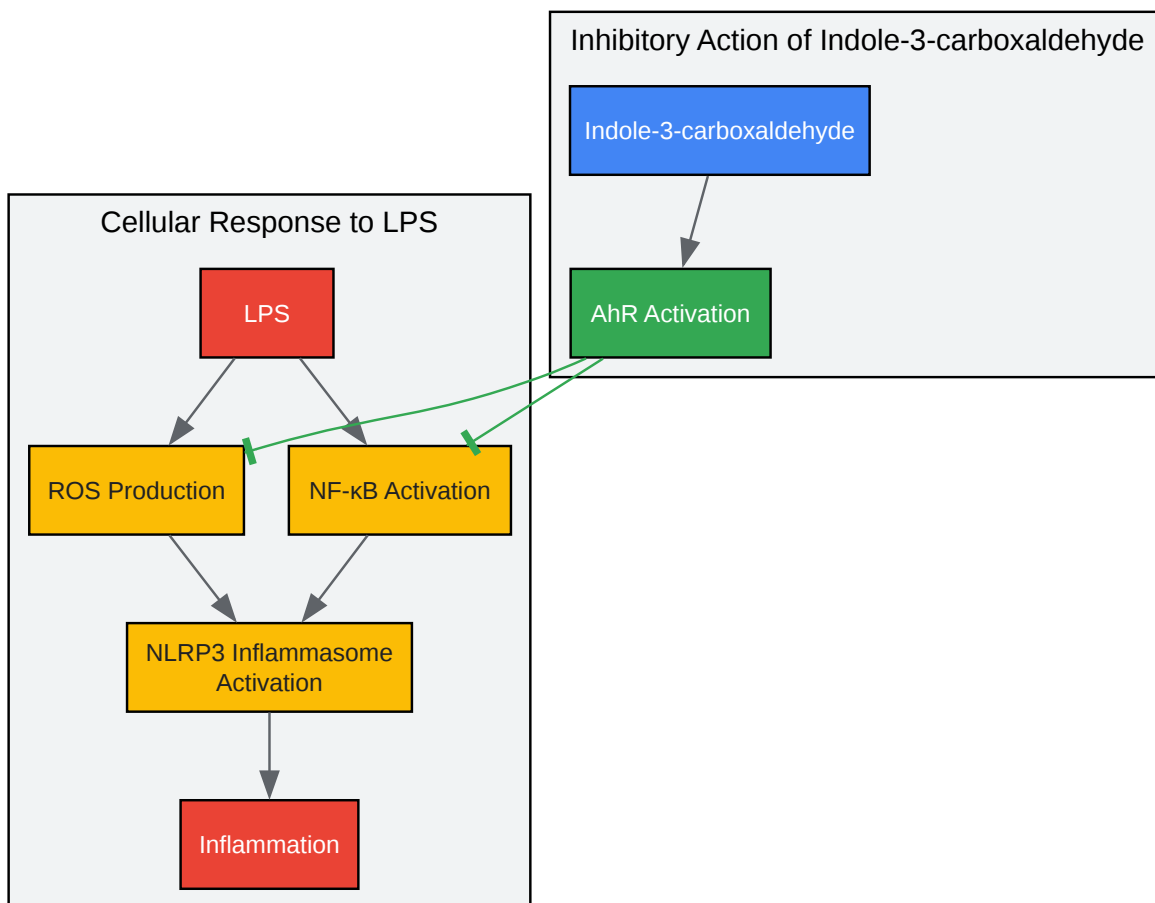 Inhibitory Action of Indole-3-carboxaldehyde
Indole-3-carboxaldehyde
AhR Activation
Cellular Response to LPS
LPS
ROS Production
NF-κB Activation
NLRP3 Inflammasome
Activation
Inflammation